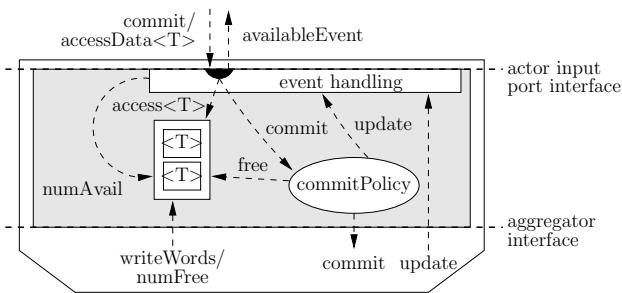 commit/
accessData<T>
availableEvent
actor input
port interface
event handling
access<T>
commit
update
<T>
<T>
free
commitPolicy
numAvail
aggregator
interface
writeWords/
numFree
commit
update